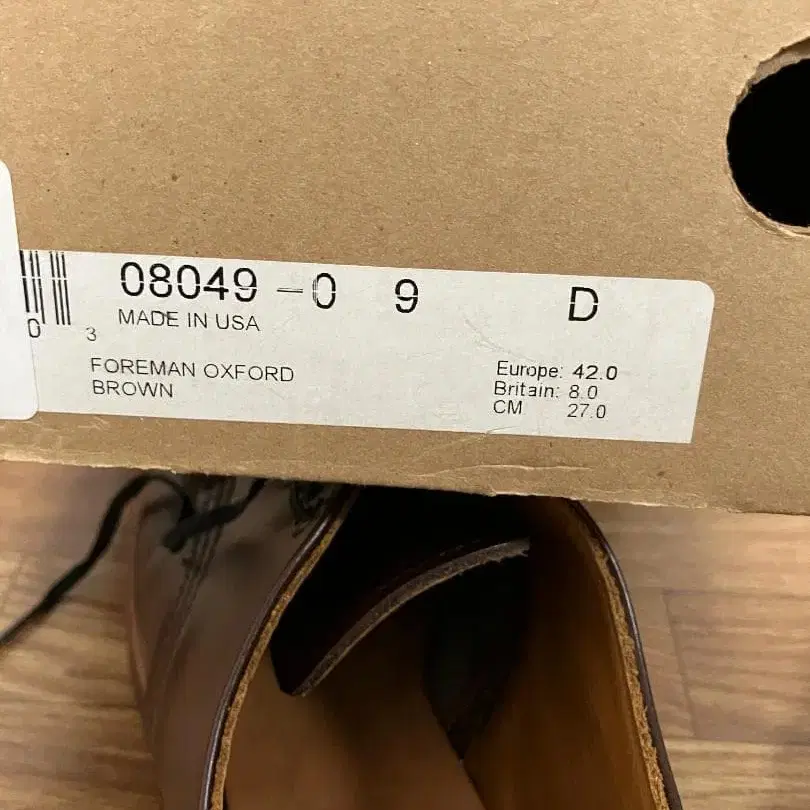 08049 -0 9 D
MADE IN USA
0 3
FOREMAN OXFORD
BROWN
Europe: 42.0
Britain: 8.0
CM 27.0